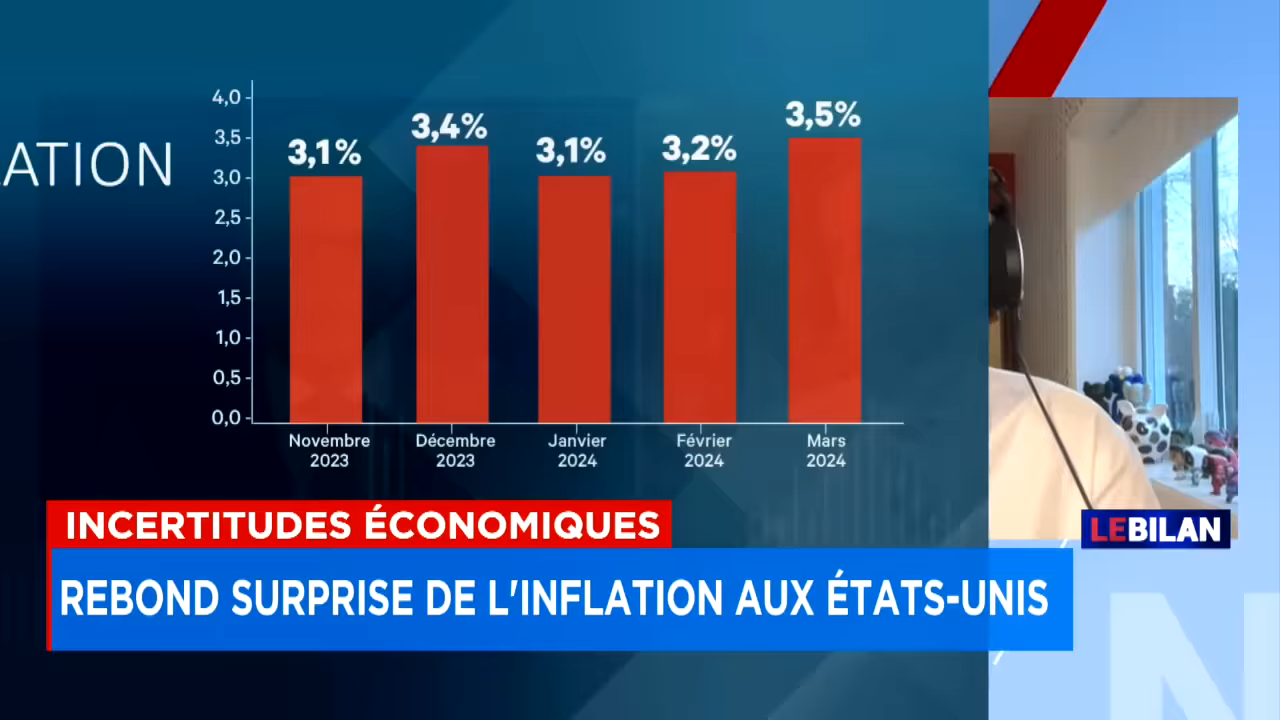 ATION
4,0
3,5
3,0
2,5
2,0
1,5
1,0
0,5
0,0
3,1%
3,4%
3,1%
3,2%
3,5%
Novembre
2023
Décembre
2023
Janvier
2024
Février
2024
Mars
2024
INCERTITUDES ÉCONOMIQUES
REBOND SURPRISE DE L'INFLATION AUX ÉTATS-UNIS
LEBILAN
N